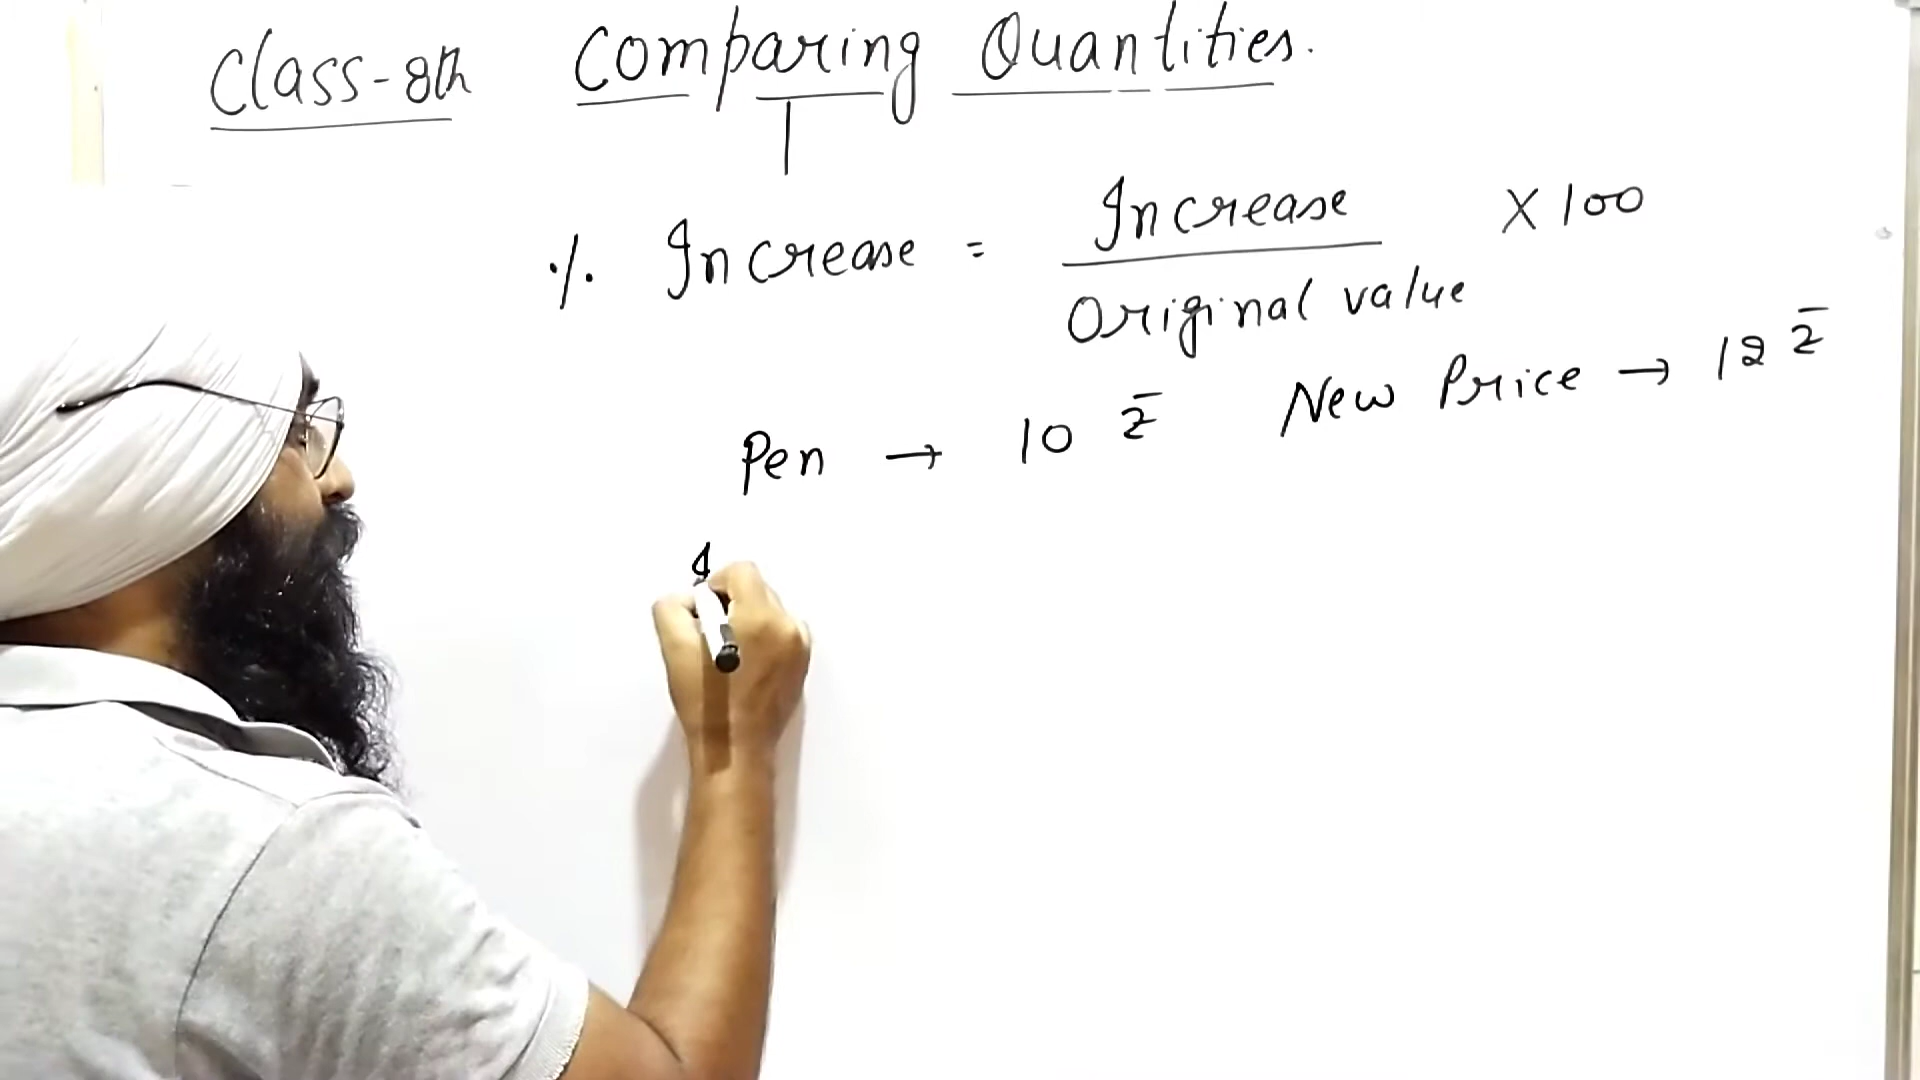 Class-8th Comparing Quantities.
% Increase = Increase / Original value X 100
Pen → 10 ₹ New Price → 12 ₹